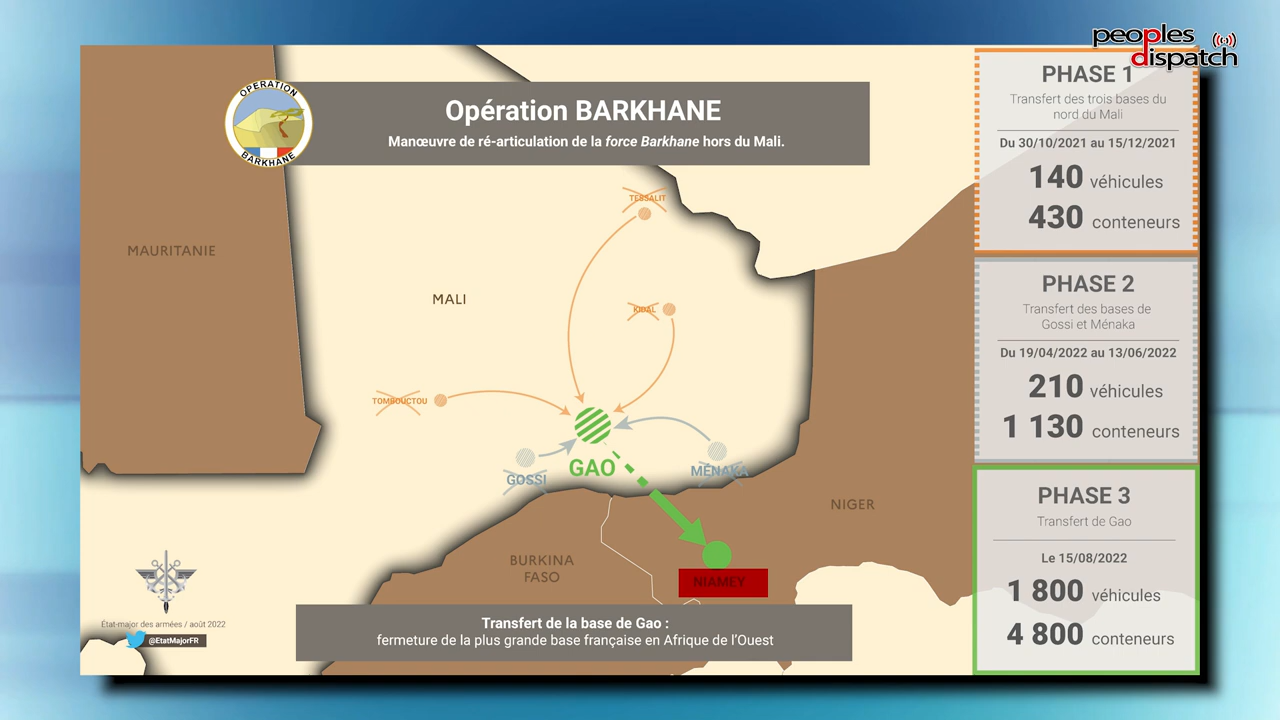 peoples
dispatch
OPERATION
BARKHANE
Opération BARKHANE
Manœuvre de ré-articulation de la force Barkhane hors du Mali.
MAURITANIE
MALI
TESSALIT
KIDAL
TOMBOUCTOU
GAO
GOSSI
MÉNAKA
NIGER
BURKINA
FASO
NIAMEY
État-major des armées / août 2022
@EtatMajorFR
Transfert de la base de Gao :
fermeture de la plus grande base française en Afrique de l'Ouest
PHASE 1
Transfert des trois bases du
nord du Mali
Du 30/10/2021 au 15/12/2021
140 véhicules
430 conteneurs
PHASE 2
Transfert des bases de
Gossi et Ménaka
Du 19/04/2022 au 13/06/2022
210 véhicules
1 130 conteneurs
PHASE 3
Transfert de Gao
Le 15/08/2022
1 800 véhicules
4 800 conteneurs